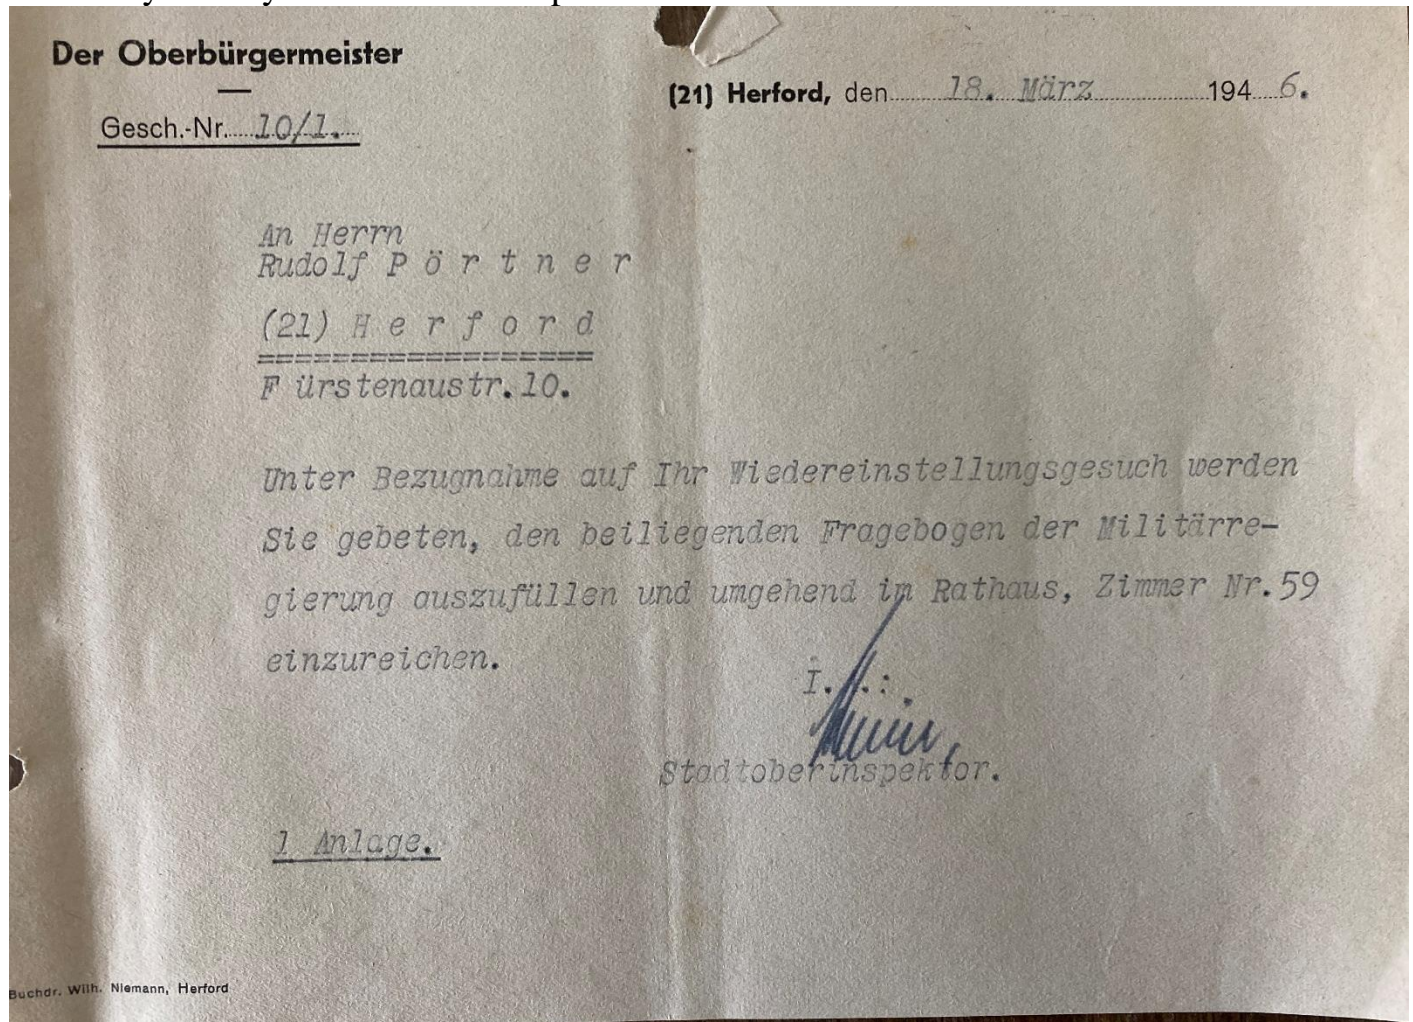 Der Oberbürgermeister
Gesch.-Nr. 10/1.
(21) Herford, den 18. März 1946.
An Herrn
Rudolf P ö r t n e r
(21) H e r f o r d
==================
F ürstenaustr.10.
Unter Bezugnahme auf Ihr Wiedereinstellungsgesuch werden
Sie gebeten, den beiliegenden Fragebogen der Militärre-
gierung auszufüllen und umgehend im Rathaus, Zimmer Nr.59
einzureichen.
Stadtoberinspektor.
1 Anlage.
Buchdr. Wilh. Niemann, Herford